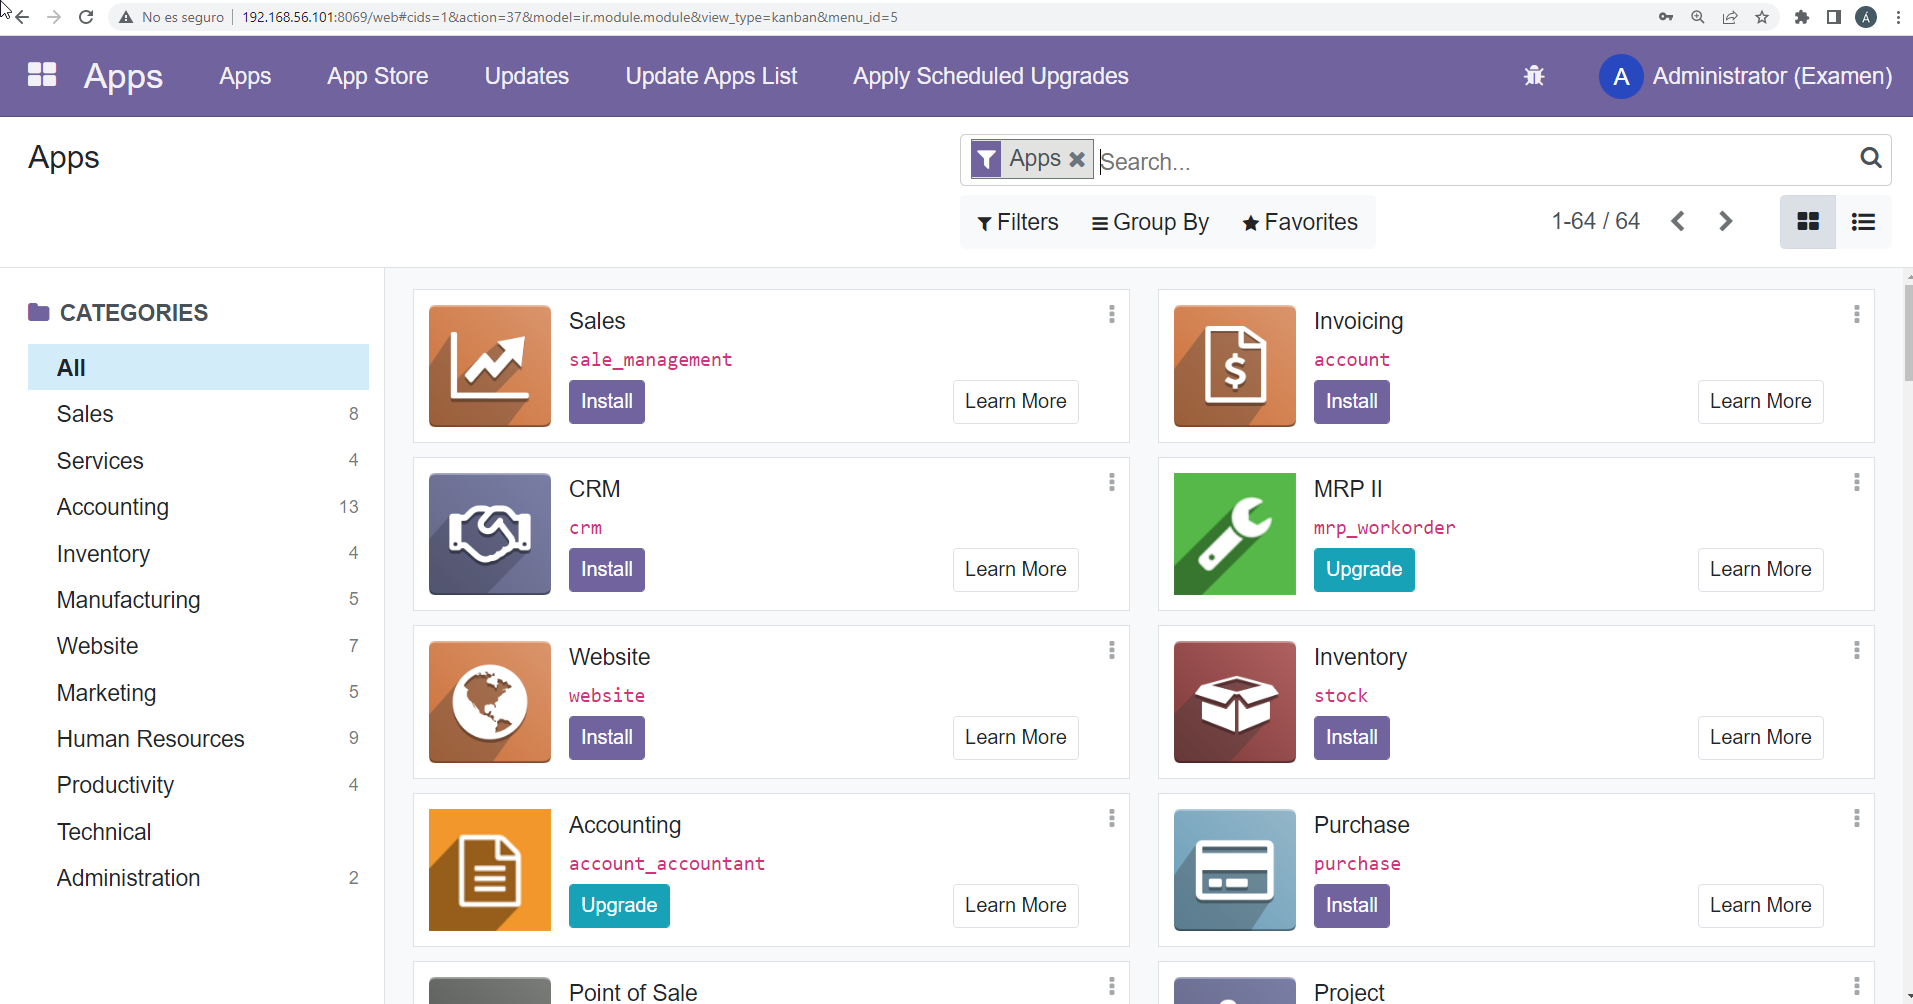 No es seguro
192.168.56.101:8069/web#cids=1&action=37&model=ir.module.module&view_type=kanban&menu_id=5
Á
Apps
Apps
App Store
Updates
Update Apps List
Apply Scheduled Upgrades
A
Administrator (Examen)
Apps
Apps
Search...
Filters
Group By
Favorites
1-64 / 64
CATEGORIES
All
Sales 8
Services 4
Accounting 13
Inventory 4
Manufacturing 5
Website 7
Marketing 5
Human Resources 9
Productivity 4
Technical
Administration 2
Sales
sale_management
Install
Learn More
Invoicing
account
Install
Learn More
CRM
crm
Install
Learn More
MRP II
mrp_workorder
Upgrade
Learn More
Website
website
Install
Learn More
Inventory
stock
Install
Learn More
Accounting
account_accountant
Upgrade
Learn More
Purchase
purchase
Install
Learn More
Point of Sale
Project